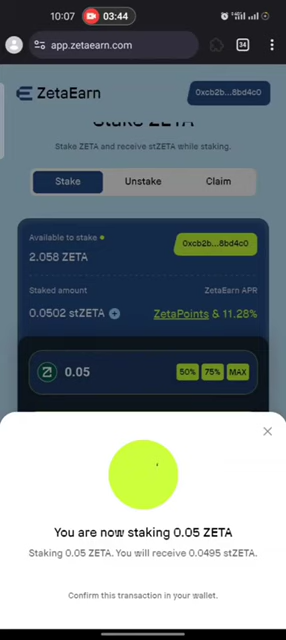 10:07
03:44
app.zetaearn.com
34
ZetaEarn
0xcb2b...8bd4c0
Stake ZETA
Stake ZETA and receive stZETA while staking.
Stake Unstake Claim
Available to stake
0xcb2b...8bd4c0
2.058 ZETA
Staked amount ZetaEarn APR
0.0502 stZETA ZetaPoints & 11.28%
0.05 50% 75% MAX
You are now staking 0.05 ZETA
Staking 0.05 ZETA. You will receive 0.0495 stZETA.
Confirm this transaction in your wallet.